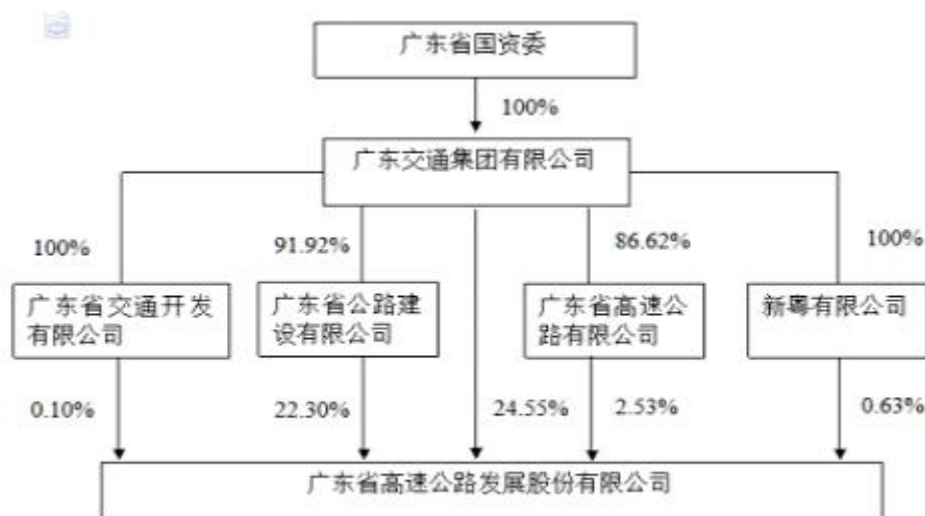 广东省国资委
100%
广东交通集团有限公司
100%
91.92%
86.62%
100%
广东省交通开发
有限公司
广东省公路建
设有限公司
广东省高速公
路有限公司
新粤有限公司
0.10%
22.30%
24.55%
2.53%
0.63%
广东省高速公路发展股份有限公司